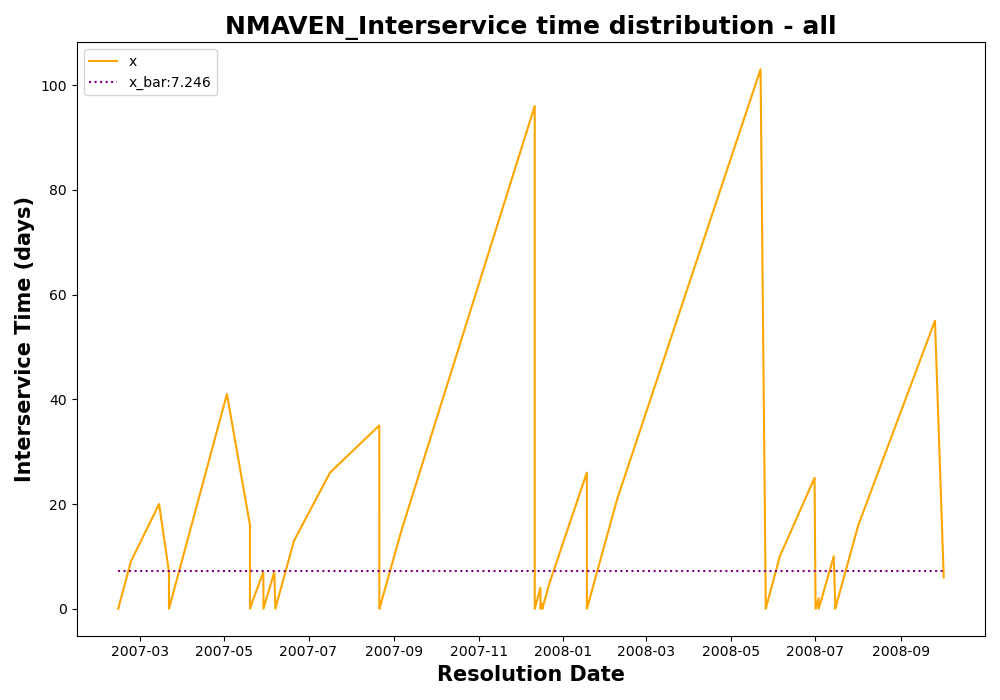 NMAVEN_Interservice time distribution - all
x
x_bar:7.246
Interservice Time (days)
100
80
60
40
20
0
2007-03 2007-05 2007-07 2007-09 2007-11 2008-01 2008-03 2008-05 2008-07 2008-09
Resolution Date